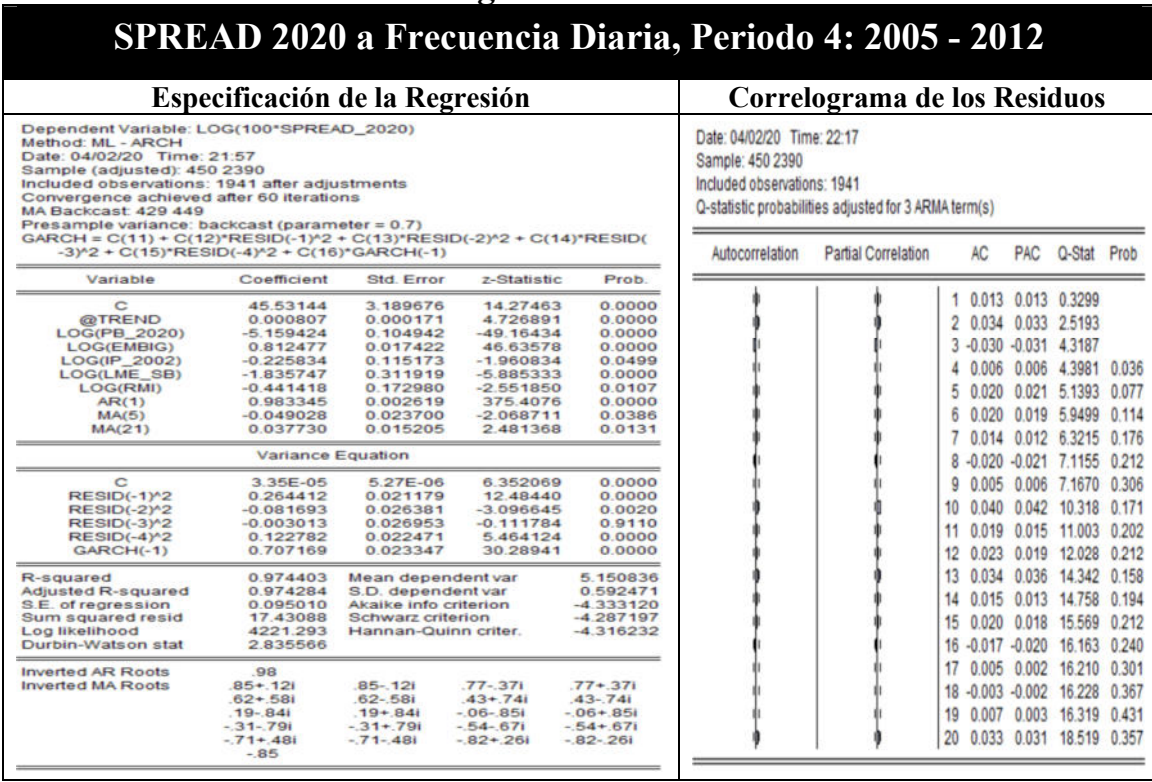 SPREAD 2020 a Frecuencia Diaria, Periodo 4: 2005 - 2012
Especificación de la Regresión
Dependent Variable: LOG(100*SPREAD_2020)
Method: ML - ARCH
Date: 04/02/20 Time: 21:57
Sample (adjusted): 450 2390
Included observations: 1941 after adjustments
Convergence achieved after 60 iterations
MA Backcast: 429 449
Presample variance: backcast (parameter = 0.7)
GARCH = C(11) + C(12)*RESID(-1)^2 + C(13)*RESID(-2)^2 + C(14)*RESID(
-3)^2 + C(15)*RESID(-4)^2 + C(16)*GARCH(-1)
Variable Coefficient Std. Error z-Statistic Prob.
C 45.53144 3.189676 14.27463 0.0000
@TREND 0.000807 0.000171 4.726891 0.0000
LOG(PB_2020) -5.159424 0.104942 -49.16434 0.0000
LOG(EMBIG) 0.812477 0.017422 46.63578 0.0000
LOG(IP_2002) -0.225834 0.115173 -1.960834 0.0499
LOG(LME_SB) -1.835747 0.311919 -5.885333 0.0000
LOG(RMI) -0.441418 0.172980 -2.551850 0.0107
AR(1) 0.983345 0.002619 375.4076 0.0000
MA(5) -0.049028 0.023700 -2.068711 0.0386
MA(21) 0.037730 0.015205 2.481368 0.0131
Variance Equation
C 3.35E-05 5.27E-06 6.352069 0.0000
RESID(-1)^2 0.264412 0.021179 12.48440 0.0000
RESID(-2)^2 -0.081693 0.026381 -3.096645 0.0020
RESID(-3)^2 -0.003013 0.026953 -0.111784 0.9110
RESID(-4)^2 0.122782 0.022471 5.464124 0.0000
GARCH(-1) 0.707169 0.023347 30.28941 0.0000
R-squared 0.974403 Mean dependent var 5.150836
Adjusted R-squared 0.974284 S.D. dependent var 0.592471
S.E. of regression 0.095010 Akaike info criterion -4.333120
Sum squared resid 17.43088 Schwarz criterion -4.287197
Log likelihood 4221.293 Hannan-Quinn criter. -4.316232
Durbin-Watson stat 2.835566
Inverted AR Roots .98
Inverted MA Roots .85+.12i .85-.12i .77-.37i .77+.37i
.62+.58i .62-.58i .43+.74i .43-.74i
.19-.84i .19+.84i -.06-.85i -.06+.85i
-.31-.79i -.31+.79i -.54-.67i -.54+.67i
-.71+.48i -.71-.48i -.82+.26i -.82-.26i
-.85
Correlograma de los Residuos
Date: 04/02/20 Time: 22:17
Sample: 450 2390
Included observations: 1941
Q-statistic probabilities adjusted for 3 ARMA term(s)
Autocorrelation Partial Correlation AC PAC Q-Stat Prob
1 0.013 0.013 0.3299
2 0.034 0.033 2.5193
3 -0.030 -0.031 4.3187
4 0.006 0.006 4.3981 0.036
5 0.020 0.021 5.1393 0.077
6 0.020 0.019 5.9499 0.114
7 0.014 0.012 6.3215 0.176
8 -0.020 -0.021 7.1155 0.212
9 0.005 0.006 7.1670 0.306
10 0.040 0.042 10.318 0.171
11 0.019 0.015 11.003 0.202
12 0.023 0.019 12.028 0.212
13 0.034 0.036 14.342 0.158
14 0.015 0.013 14.758 0.194
15 0.020 0.018 15.569 0.212
16 -0.017 -0.020 16.163 0.240
17 0.005 0.002 16.210 0.301
18 -0.003 -0.002 16.228 0.367
19 0.007 0.003 16.319 0.431
20 0.033 0.031 18.519 0.357